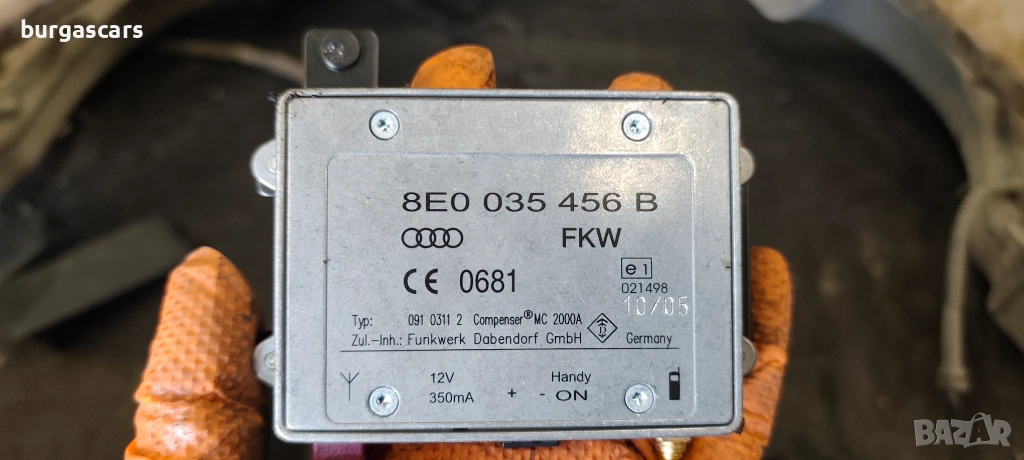 burgascars
8E0 035 456 B
FKW
CE 0681
e1
021498
10/05
Typ: 091 0311 2 Compenser® MC 2000A
Zul.-Inh.: Funkwerk Dabendorf GmbH Germany
12V Handy
350mA + - ON
BAZAR